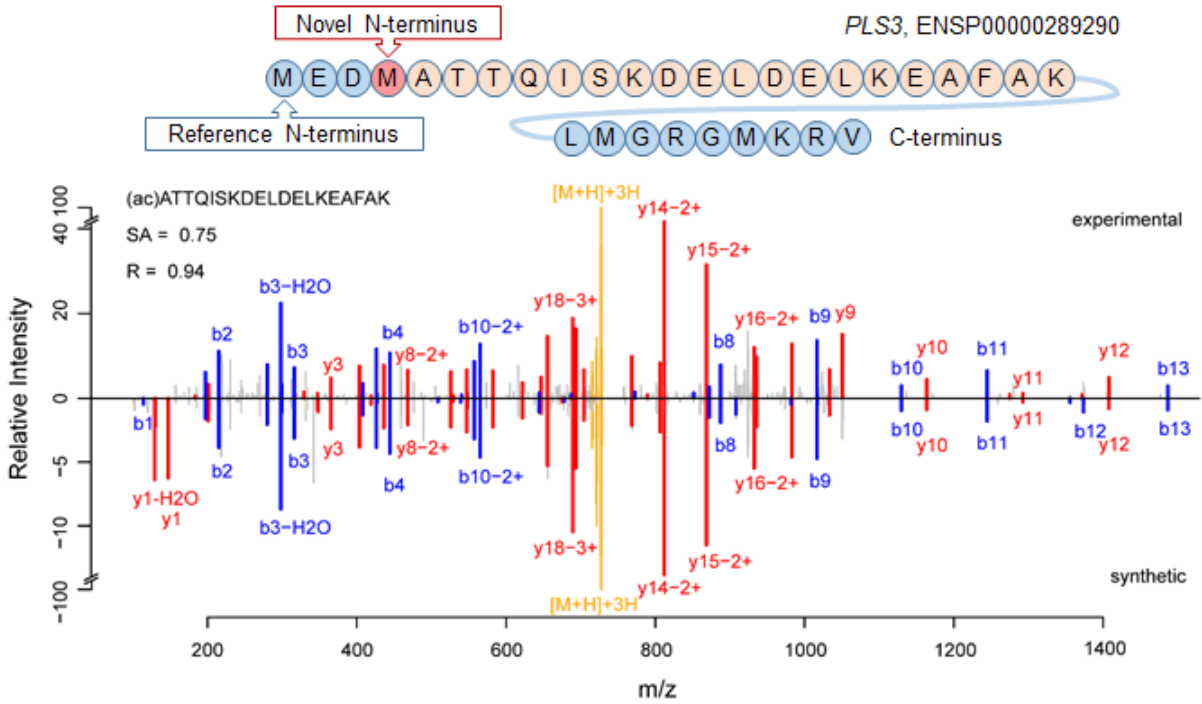 Novel N-terminus
PLS3, ENSP00000289290
M E D M A T T Q I S K D E L D E L K E A F A K
Reference N-terminus
L M G R G M K R V C-terminus
(ac)ATTQISKDELDELKEAFAK
SA = 0.75
R = 0.94
experimental
synthetic
Relative Intensity
100
40
20
0
−5
−10
−100
[M+H]+3H
y14−2+
y15−2+
b3−H2O
y18−3+
b2
b3
y3
b4
y8−2+
b10−2+
b8
y16−2+
b9
y9
b10
y10
b11
y11
y12
b13
b1
y1-H2O
y1
b2
b3
b3−H2O
y3
b4
y8−2+
b10−2+
y18−3+
[M+H]+3H
y14−2+
y15−2+
b8
y16−2+
b9
b10
y10
b11
y11
b12
y12
b13
200 400 600 800 1000 1200 1400
m/z